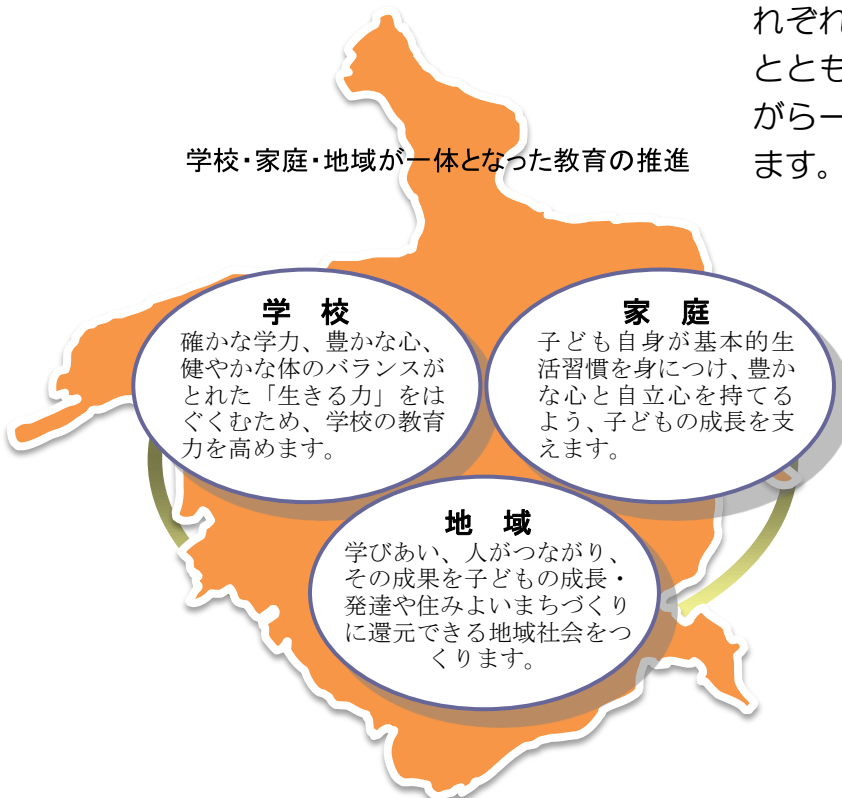 れぞれ
ととも
がら一
ます。
学校・家庭・地域が一体となった教育の推進
学　校
確かな学力、豊かな心、
健やかな体のバランスが
とれた「生きる力」をは
ぐくむため、学校の教育
力を高めます。
家　庭
子ども自身が基本的生
活習慣を身につけ、豊か
な心と自立心を持てる
よう、子どもの成長を支
えます。
地　域
学びあい、人がつながり、
その成果を子どもの成長・
発達や住みよいまちづくり
に還元できる地域社会をつ
くります。